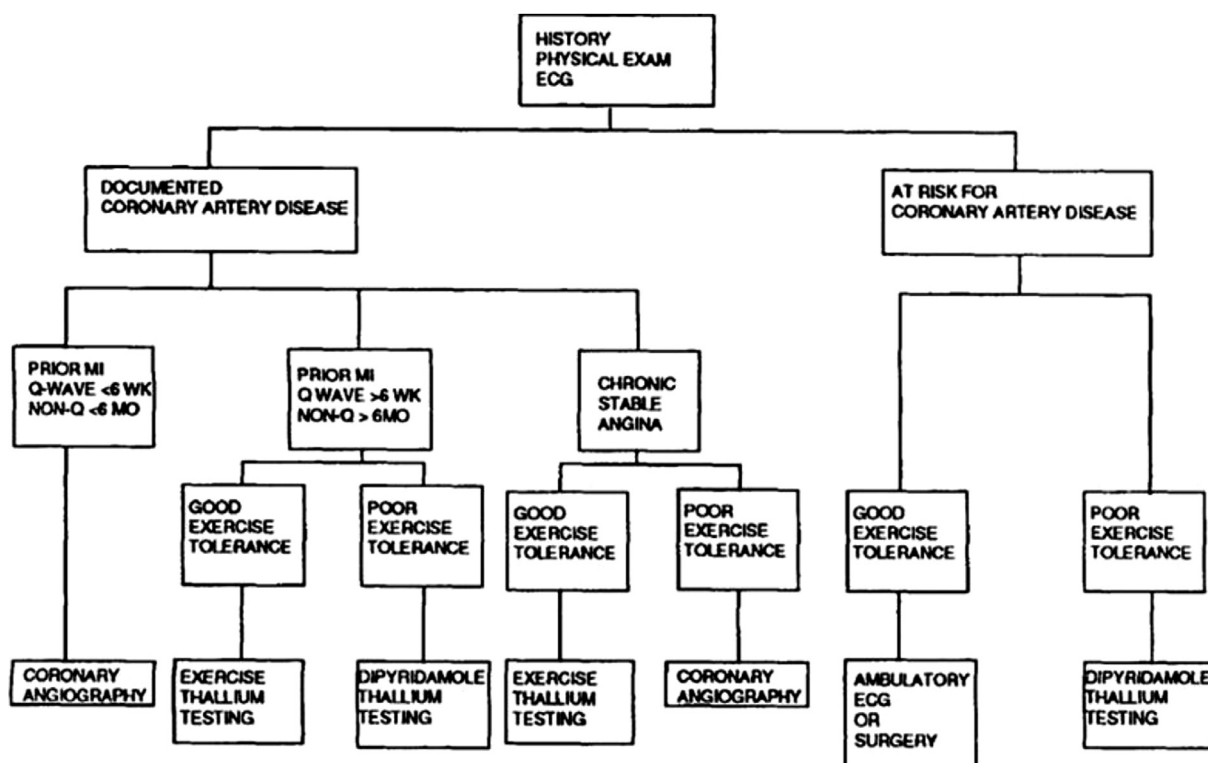 HISTORY
PHYSICAL EXAM
ECG
DOCUMENTED
CORONARY ARTERY DISEASE
AT RISK FOR
CORONARY ARTERY DISEASE
PRIOR MI
Q-WAVE <6 WK
NON-Q <6 MO
PRIOR MI
Q WAVE >6 WK
NON-Q > 6MO
CHRONIC
STABLE
ANGINA
GOOD
EXERCISE
TOLERANCE
POOR
EXERCISE
TOLERANCE
GOOD
EXERCISE
TOLERANCE
POOR
EXERCISE
TOLERANCE
GOOD
EXERCISE
TOLERANCE
POOR
EXERCISE
TOLERANCE
CORONARY
ANGIOGRAPHY
EXERCISE
THALLIUM
TESTING
DIPYRIDAMOLE
THALLIUM
TESTING
EXERCISE
THALLIUM
TESTING
CORONARY
ANGIOGRAPHY
AMBULATORY
ECG
OR
SURGERY
DIPYRIDAMOLE
THALLIUM
TESTING